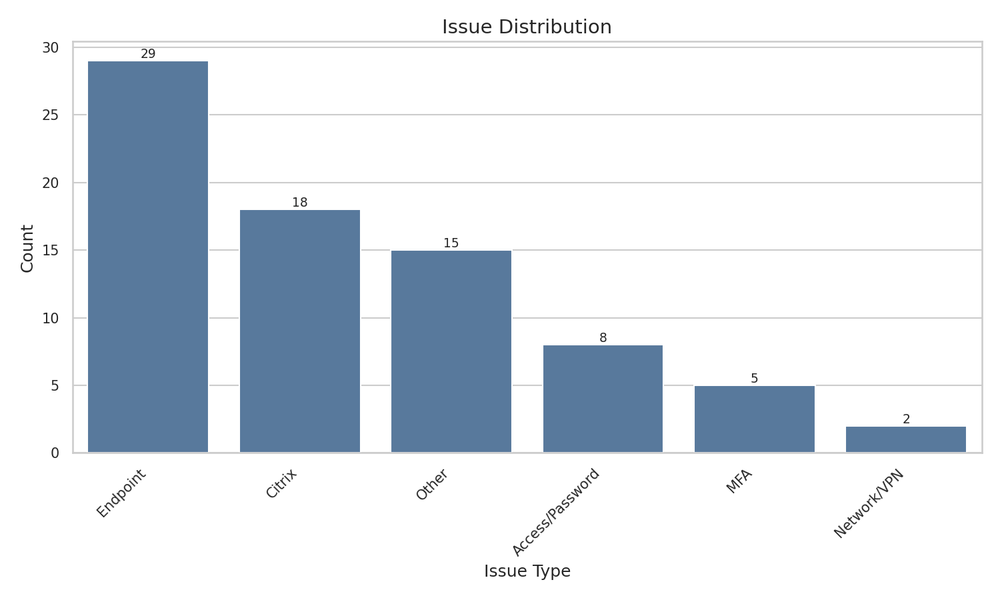 Issue Distribution
30
25
20
15
10
5
0
Count
29
18
15
8
5
2
Endpoint
Citrix
Other
Access/Password
MFA
Network/VPN
Issue Type